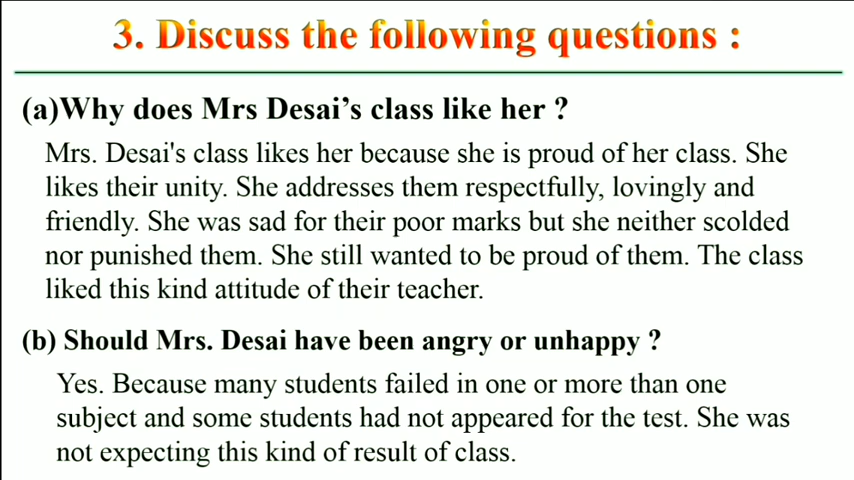 3. Discuss the following questions :
(a)Why does Mrs Desai's class like her ?
Mrs. Desai's class likes her because she is proud of her class. She
likes their unity. She addresses them respectfully, lovingly and
friendly. She was sad for their poor marks but she neither scolded
nor punished them. She still wanted to be proud of them. The class
liked this kind attitude of their teacher.
(b) Should Mrs. Desai have been angry or unhappy ?
Yes. Because many students failed in one or more than one
subject and some students had not appeared for the test. She was
not expecting this kind of result of class.